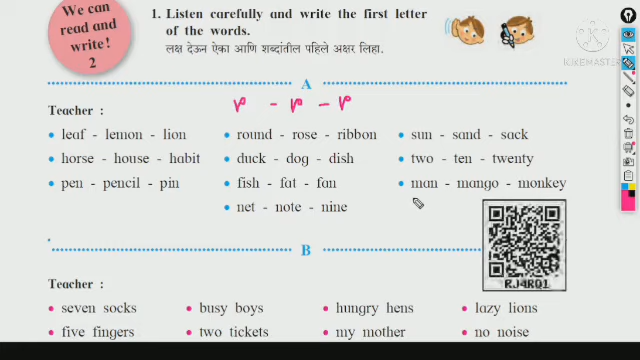 We can
read and
write!
2
1. Listen carefully and write the first letter
of the words.
लक्ष देऊन ऐका आणि शब्दांतील पहिले अक्षर लिहा.
KINEMASTER
A
r - r - r
Teacher :
• leaf - lemon - lion • round - rose - ribbon • sun - sand - sack
• horse - house - habit • duck - dog - dish • two - ten - twenty
• pen - pencil - pin • fish - fat - fan • man - mango - monkey
• net - note - nine
RJ4RQ1
B
Teacher :
• seven socks • busy boys • hungry hens • lazy lions
• five fingers • two tickets • my mother • no noise